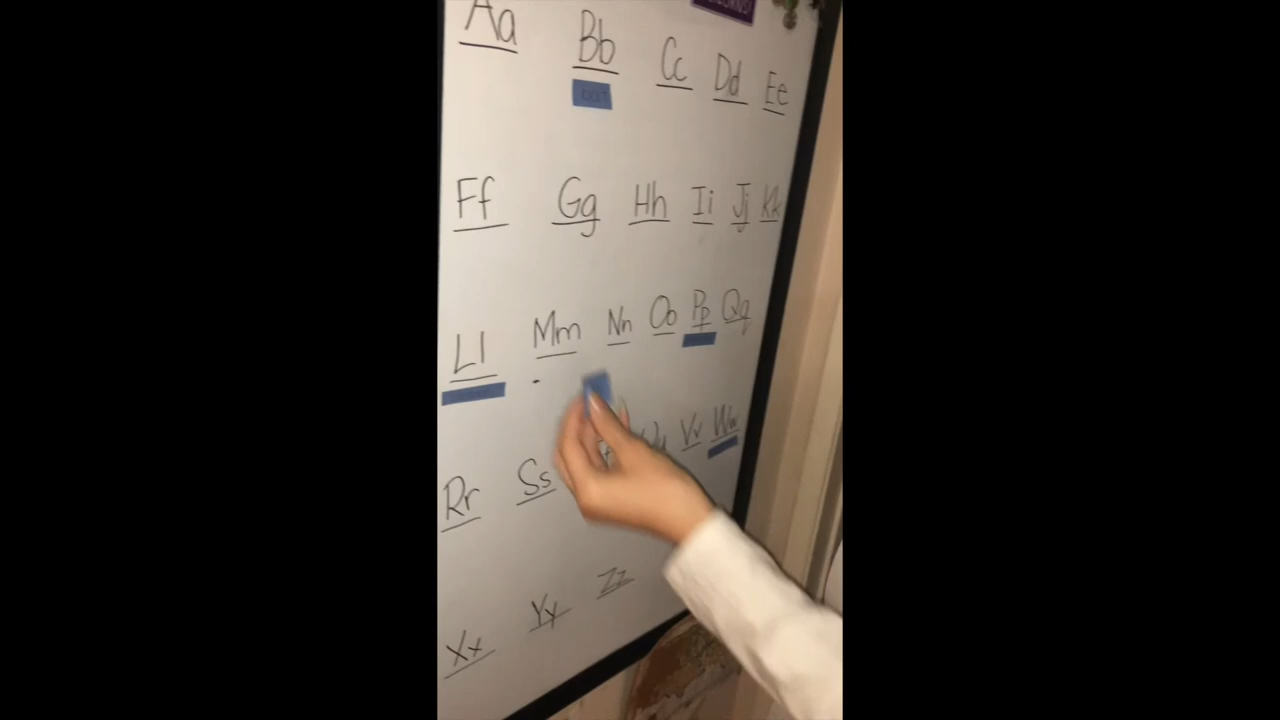 Aa Bb Cc Dd Ee
Ff Gg Hh Ii Jj Kk
Ll Mm Nn Oo Pp Qq
Rr Ss Vv Ww
Xx Yy Zz